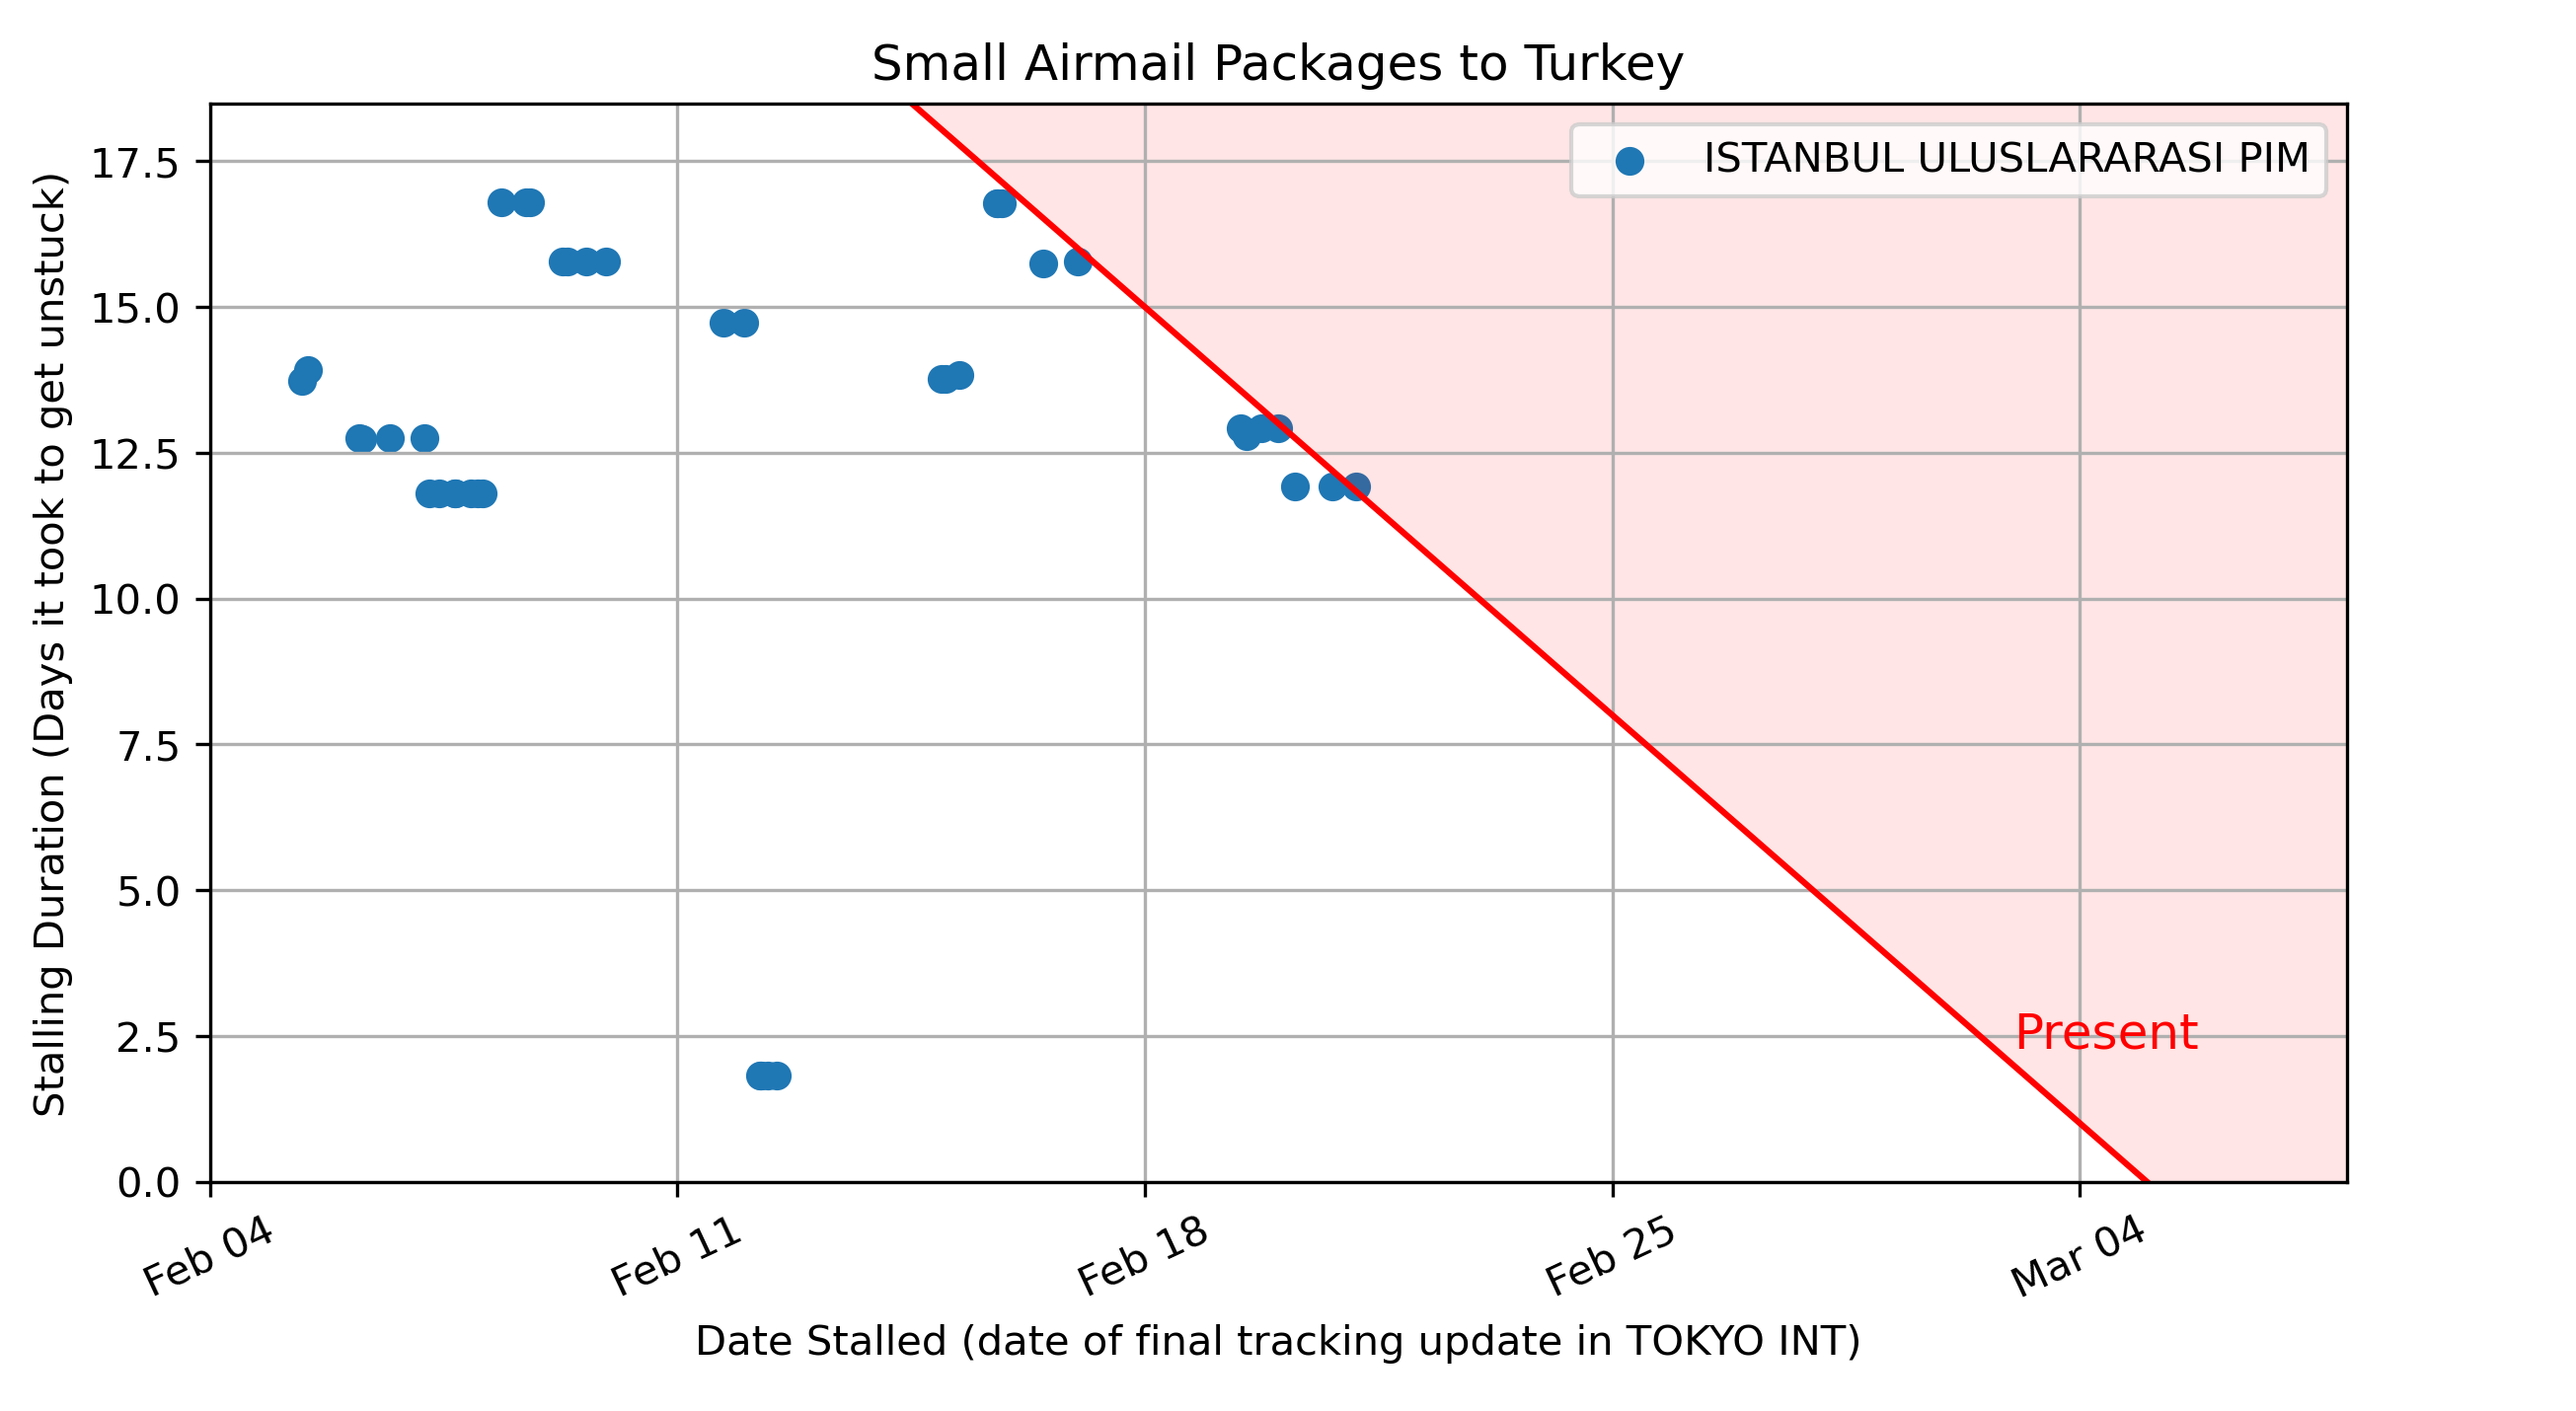 Small Airmail Packages to Turkey
ISTANBUL ULUSLARARASI PIM
Stalling Duration (Days it took to get unstuck)
17.5
15.0
12.5
10.0
7.5
5.0
2.5
0.0
Present
Feb 04
Feb 11
Feb 18
Feb 25
Mar 04
Date Stalled (date of final tracking update in TOKYO INT)